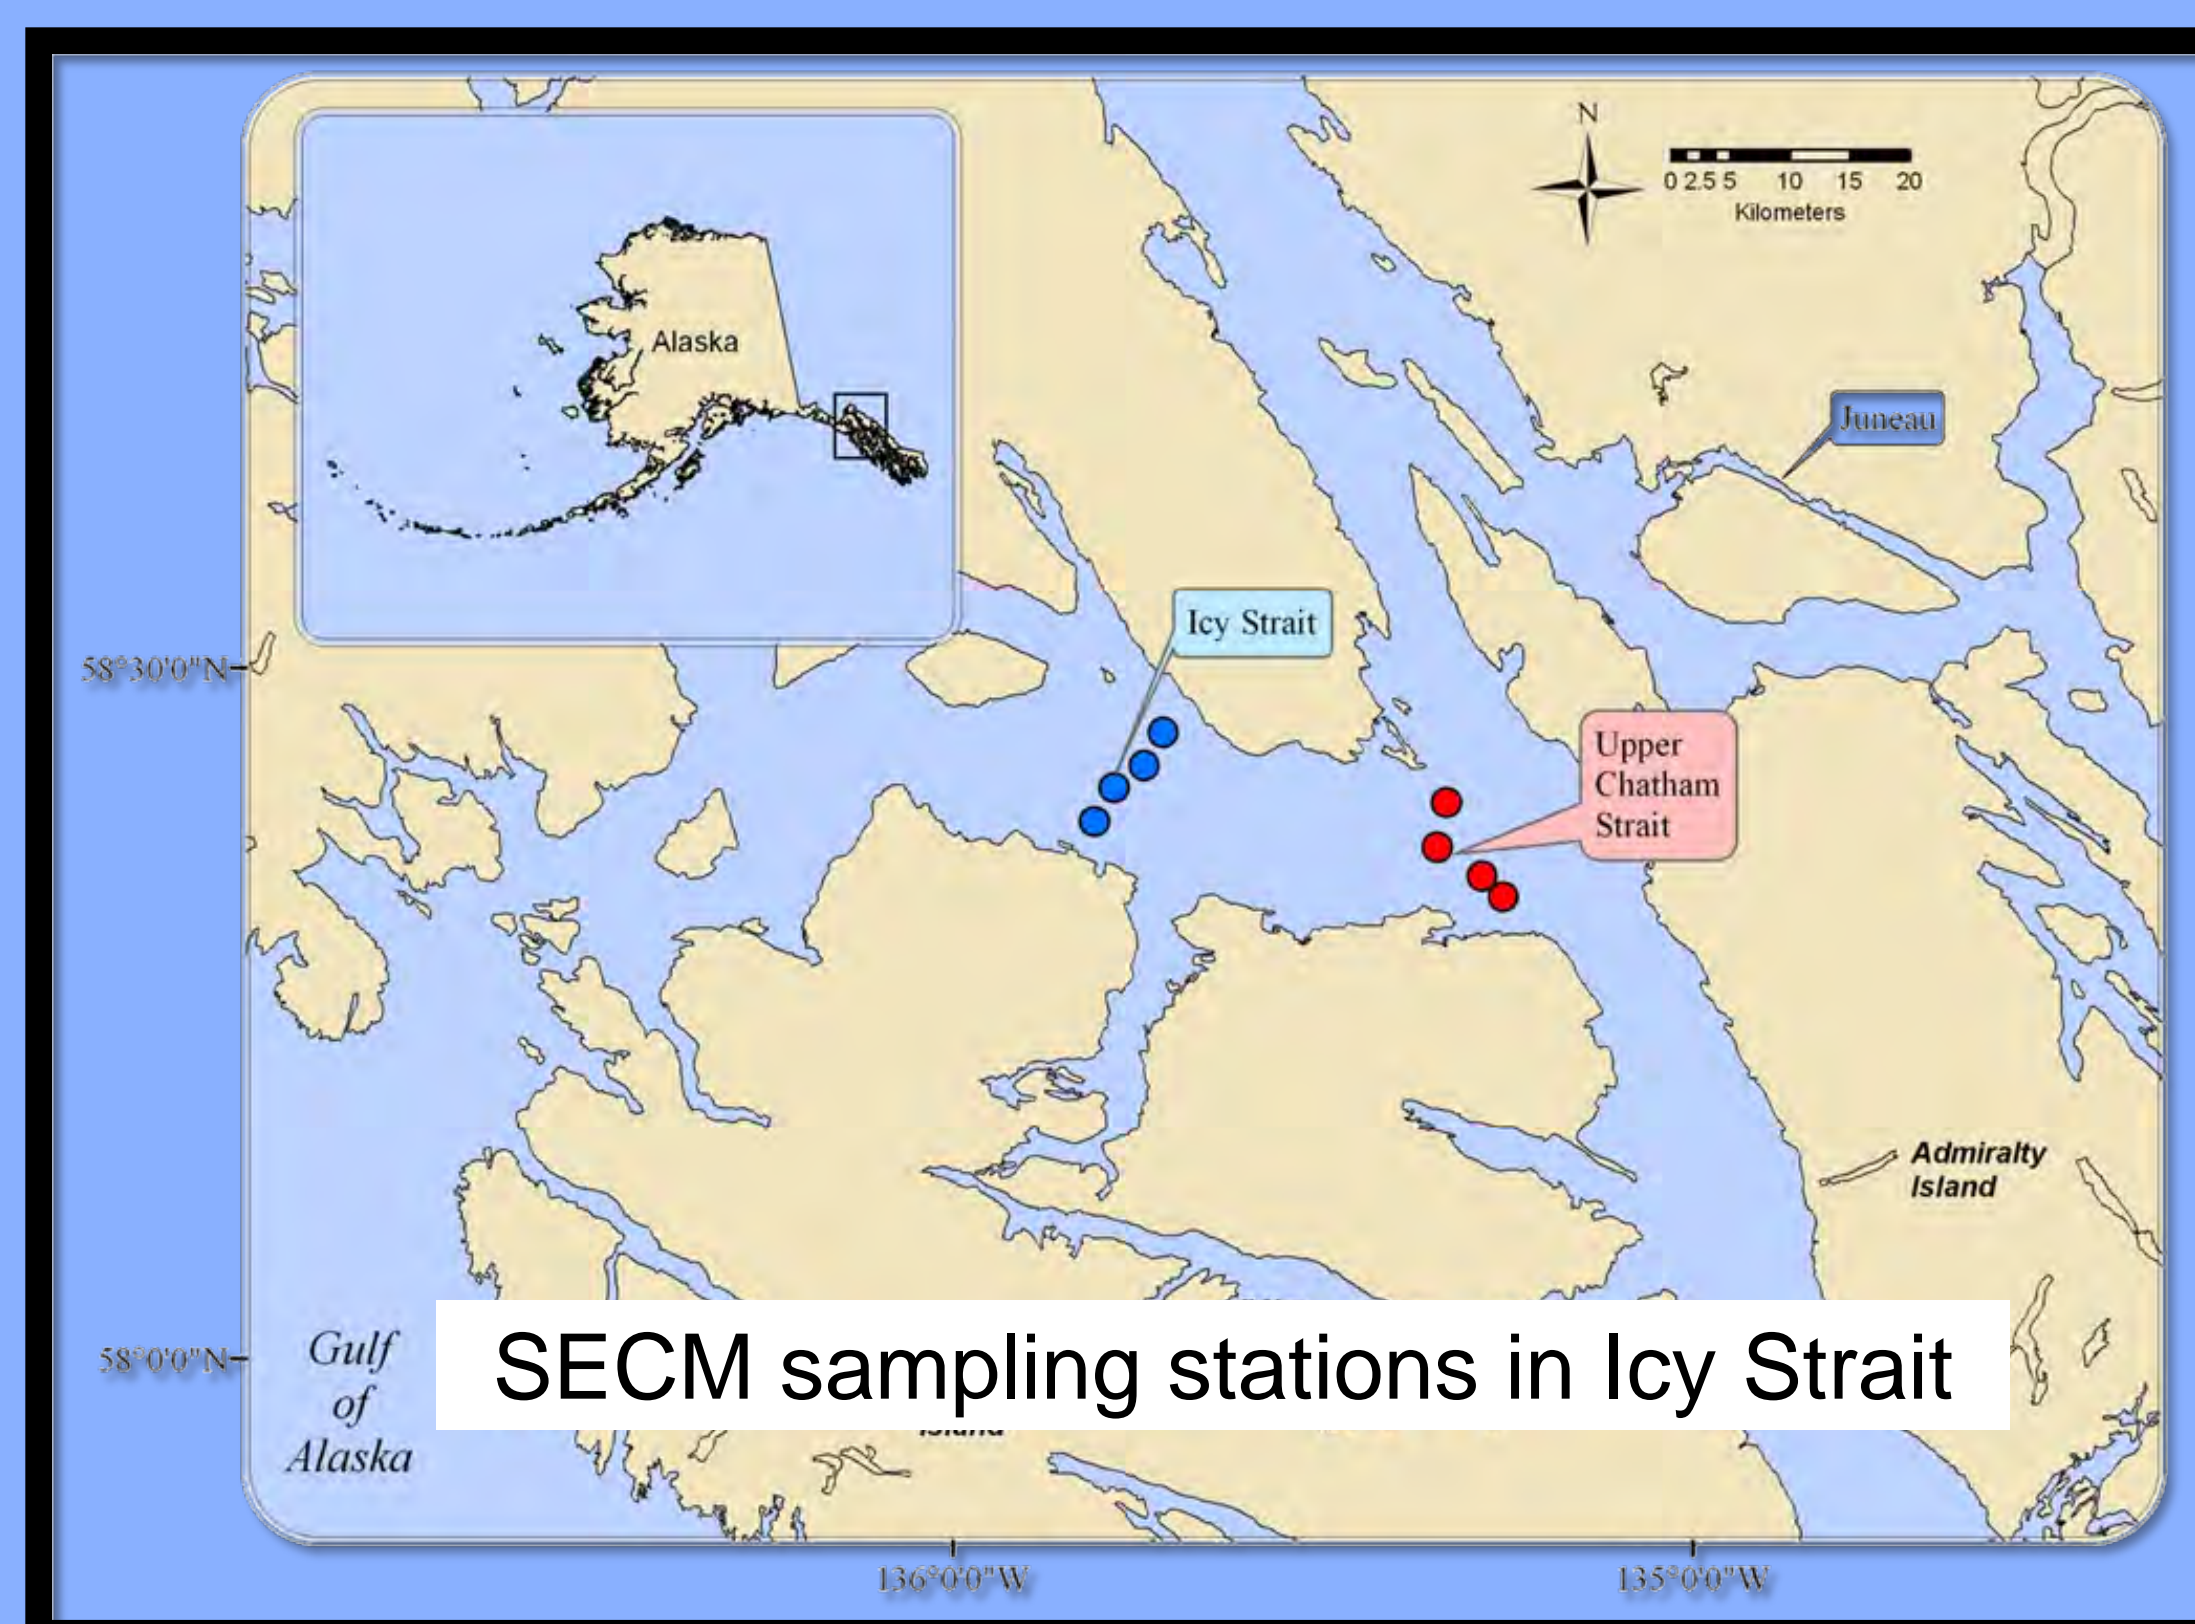 N
0 2.5 5 10 15 20
Kilometers
Alaska
Juneau
Icy Strait
58°30'0"N
Upper
Chatham
Strait
Admiralty
Island
Gulf
of
Alaska
58°0'0"N
SECM sampling stations in Icy Strait
136°0'0"W
135°0'0"W